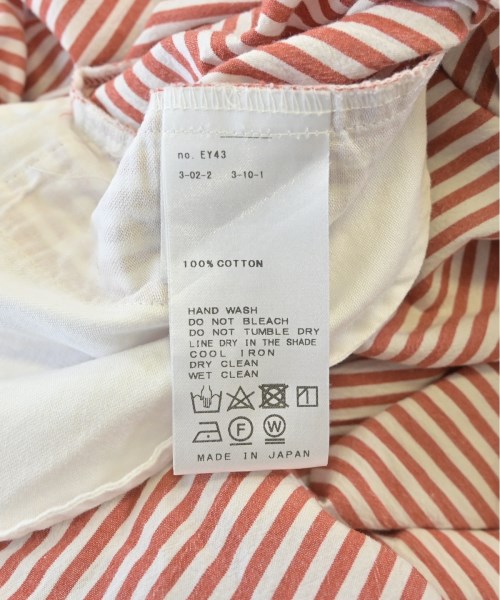 no. EY43
3-02-2 3-10-1
100% COTTON
HAND WASH
DO NOT BLEACH
DO NOT TUMBLE DRY
LINE DRY IN THE SHADE
COOL IRON
DRY CLEAN
WET CLEAN
F W
MADE IN JAPAN